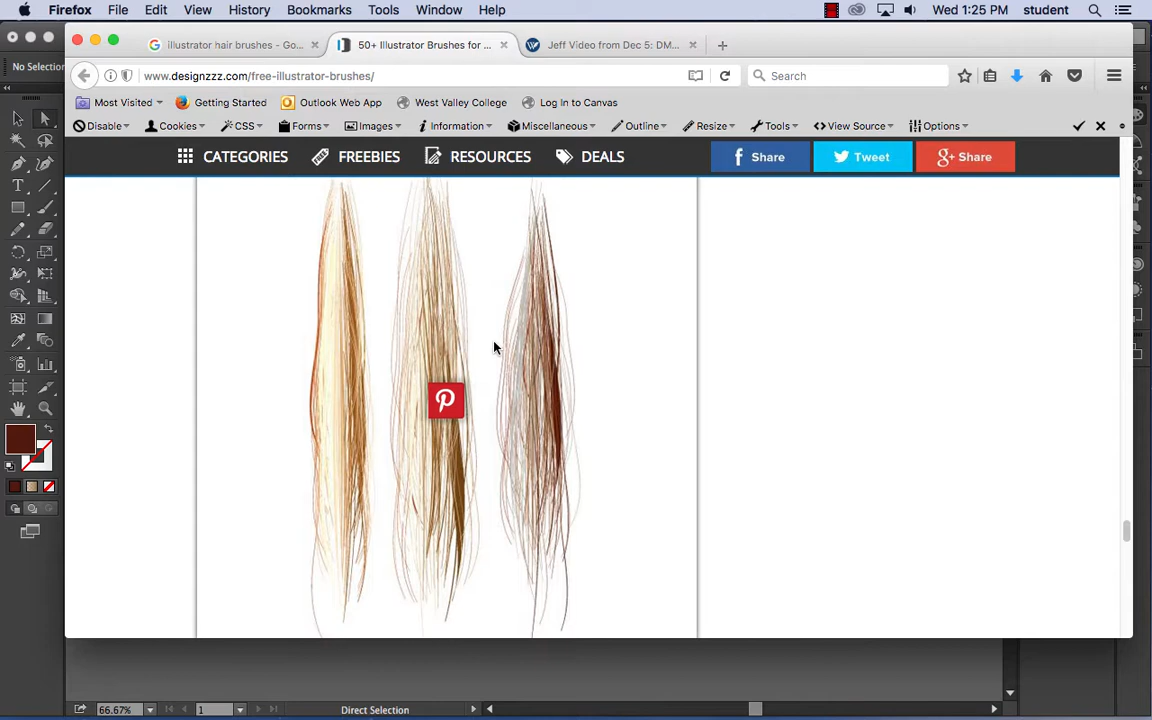 Firefox File Edit View History Bookmarks Tools Window Help Wed 1:25 PM student
No Selection
illustrator hair brushes - Go... 50+ Illustrator Brushes for ... Jeff Video from Dec 5: DM...
www.designzzz.com/free-illustrator-brushes/ Search
Most Visited Getting Started Outlook Web App West Valley College Log In to Canvas
Disable Cookies CSS Forms Images Information Miscellaneous Outline Resize Tools View Source Options
CATEGORIES FREEBIES RESOURCES DEALS Share Tweet Share
66.67% 1 Direct Selection